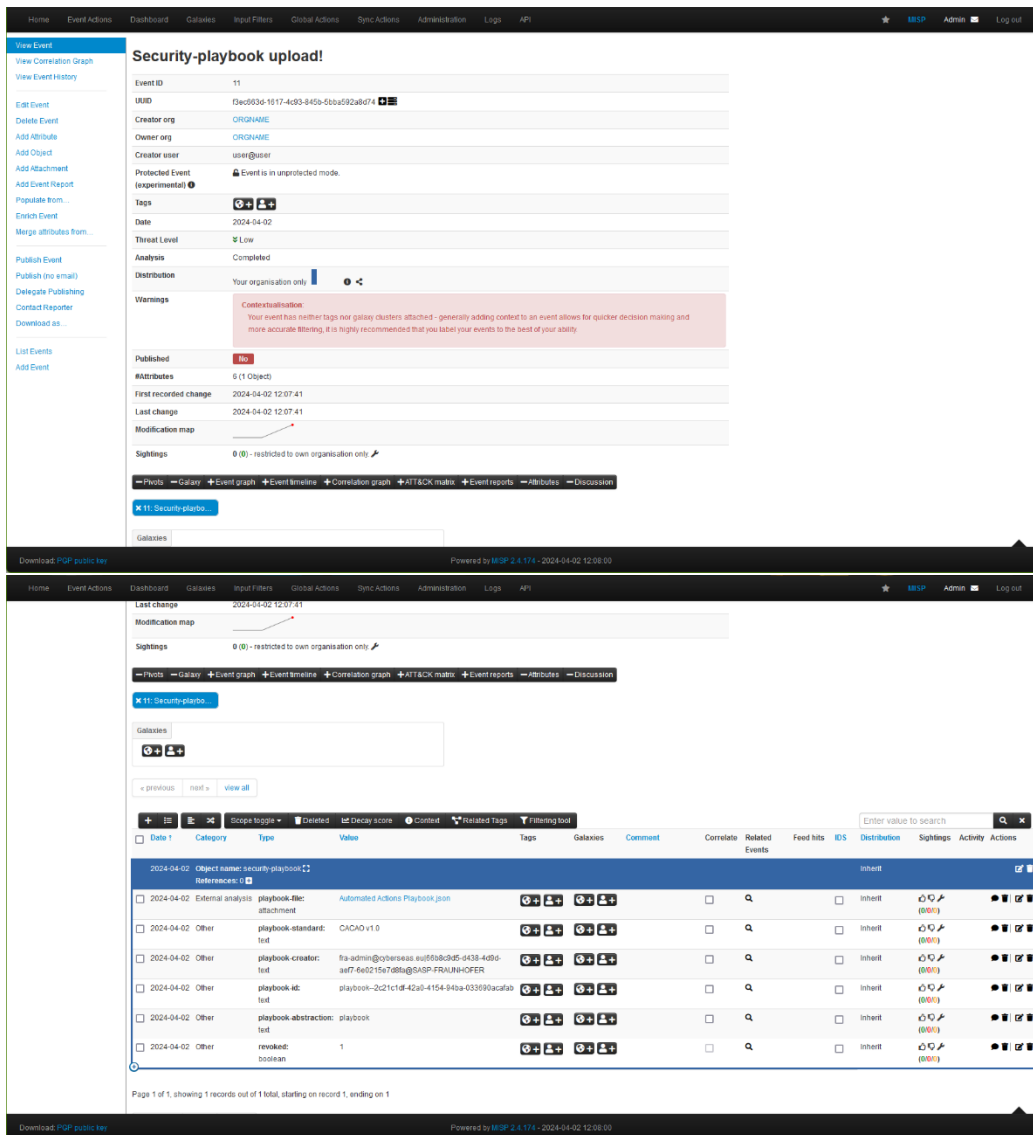 Home Event Actions Dashboard Galaxies Input Filters Global Actions Sync Actions Administration Logs API MISP Admin Log out
View Event
View Correlation Graph
View Event History
Edit Event
Delete Event
Add Attribute
Add Object
Add Attachment
Add Event Report
Populate from...
Enrich Event
Merge attributes from...
Publish Event
Publish (no email)
Delegate Publishing
Contact Reporter
Download as...
List Events
Add Event
Security-playbook upload!
Event ID 11
UUID f3ec663d-1617-4c93-845b-5bba592a8d74
Creator org ORGNAME
Owner org ORGNAME
Creator user user@user
Protected Event (experimental) Event is in unprotected mode.
Tags
Date 2024-04-02
Threat Level Low
Analysis Completed
Distribution Your organisation only
Warnings Contextualisation:
Your event has neither tags nor galaxy clusters attached - generally adding context to an event allows for quicker decision making and
more accurate filtering, it is highly recommended that you label your events to the best of your ability.
Published No
#Attributes 6 (1 Object)
First recorded change 2024-04-02 12:07:41
Last change 2024-04-02 12:07:41
Modification map
Sightings 0 (0) - restricted to own organisation only.
Pivots Galaxy Event graph Event timeline Correlation graph ATT&CK matrix Event reports Attributes Discussion
11: Security-playbo...
Galaxies
Download: PGP public key Powered by MISP 2.4.174 - 2024-04-02 12:08:00
Home Event Actions Dashboard Galaxies Input Filters Global Actions Sync Actions Administration Logs API MISP Admin Log out
Last change 2024-04-02 12:07:41
Modification map
Sightings 0 (0) - restricted to own organisation only.
Pivots Galaxy Event graph Event timeline Correlation graph ATT&CK matrix Event reports Attributes Discussion
11: Security-playbo...
Galaxies
« previous next » view all
Scope toggle Deleted Decay score Context Related Tags Filtering tool Enter value to search
Date Category Type Value Tags Galaxies Comment Correlate Related Events Feed hits IDS Distribution Sightings Activity Actions
2024-04-02 Object name: security-playbook Inherit
References: 0
2024-04-02 External analysis playbook-file: attachment Automated Actions Playbook.json Inherit (0/0/0)
2024-04-02 Other playbook-standard: text CACAO v1.0 Inherit (0/0/0)
2024-04-02 Other playbook-creator: text fra-admin@cyberseas.eu|66b8c9d5-d438-4d9d-aef7-6e0215e7d8fa@SASP-FRAUNHOFER Inherit (0/0/0)
2024-04-02 Other playbook-id: text playbook--2c21c1df-42a0-4154-94ba-033690acafab Inherit (0/0/0)
2024-04-02 Other playbook-abstraction: text playbook Inherit (0/0/0)
2024-04-02 Other revoked: boolean 1 Inherit (0/0/0)
Page 1 of 1, showing 1 records out of 1 total, starting on record 1, ending on 1
Download: PGP public key Powered by MISP 2.4.174 - 2024-04-02 12:08:00